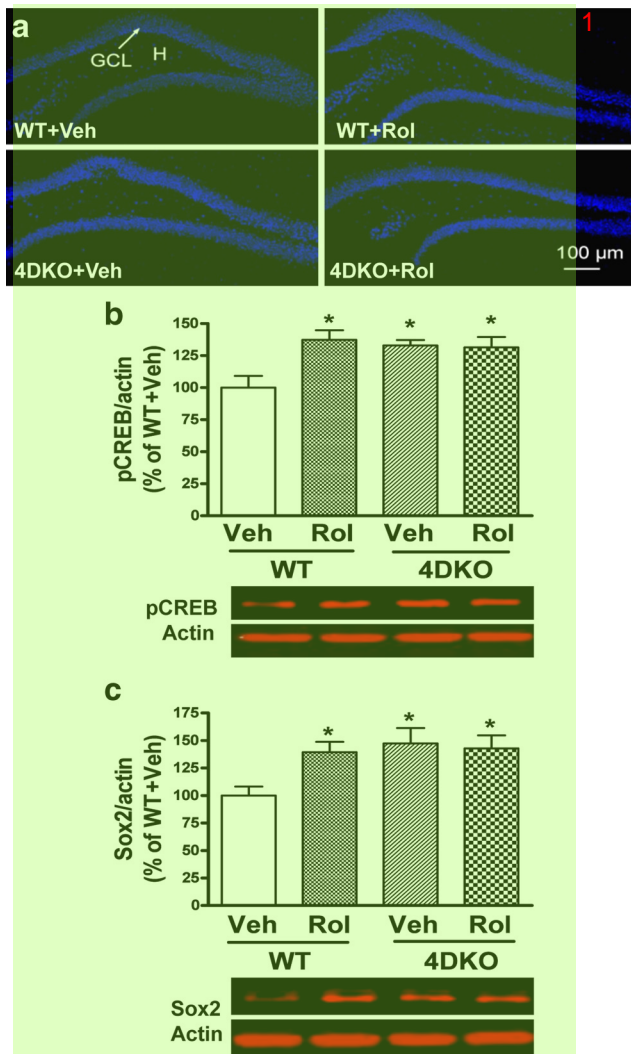 a
1
GCL
H
WT+Veh
WT+Rol
4DKO+Veh
4DKO+Rol
100 µm
b
pCREB/actin
(% of WT+Veh)
150
125
100
75
50
25
0
*
*
*
Veh
Rol
Veh
Rol
WT
4DKO
pCREB
Actin
c
Sox2/actin
(% of WT+Veh)
175
150
125
100
75
50
25
0
*
*
*
Veh
Rol
Veh
Rol
WT
4DKO
Sox2
Actin